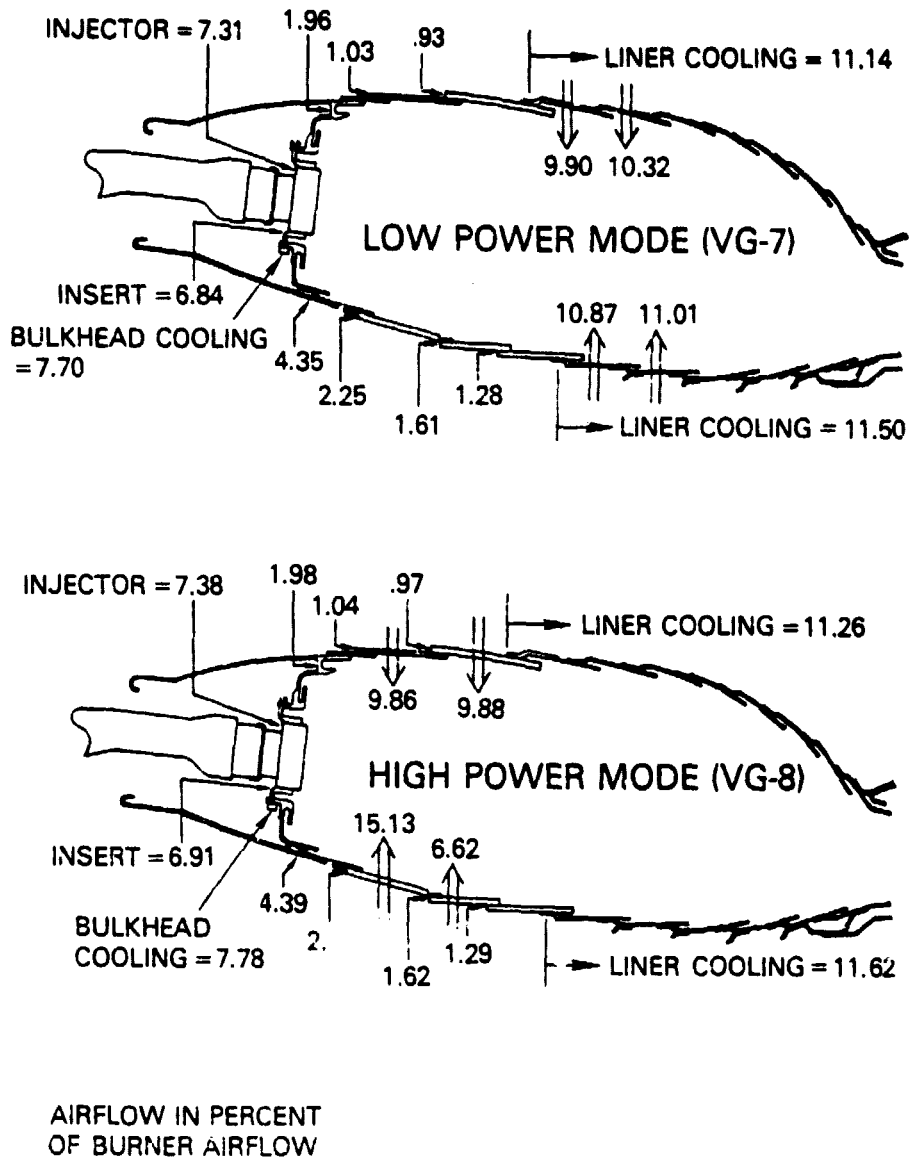 INJECTOR = 7.31
1.96
1.03
.93
LINER COOLING = 11.14
9.90
10.32
LOW POWER MODE (VG-7)
INSERT = 6.84
BULKHEAD COOLING
= 7.70
4.35
2.25
1.61
1.28
10.87
11.01
LINER COOLING = 11.50
INJECTOR = 7.38
1.98
1.04
.97
LINER COOLING = 11.26
9.86
9.88
HIGH POWER MODE (VG-8)
INSERT = 6.91
15.13
6.62
4.39
BULKHEAD
COOLING = 7.78
2.
1.62
1.29
LINER COOLING = 11.62
AIRFLOW IN PERCENT
OF BURNER AIRFLOW